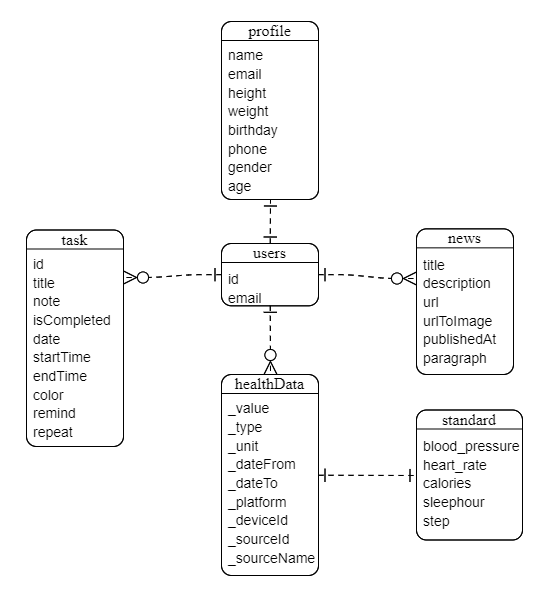 profile
name
email
height
weight
birthday
phone
gender
age
task
id
title
note
isCompleted
date
startTime
endTime
color
remind
repeat
users
id
email
news
title
description
url
urlToImage
publishedAt
paragraph
healthData
_value
_type
_unit
_dateFrom
_dateTo
_platform
_deviceId
_sourceId
_sourceName
standard
blood_pressure
heart_rate
calories
sleephour
step